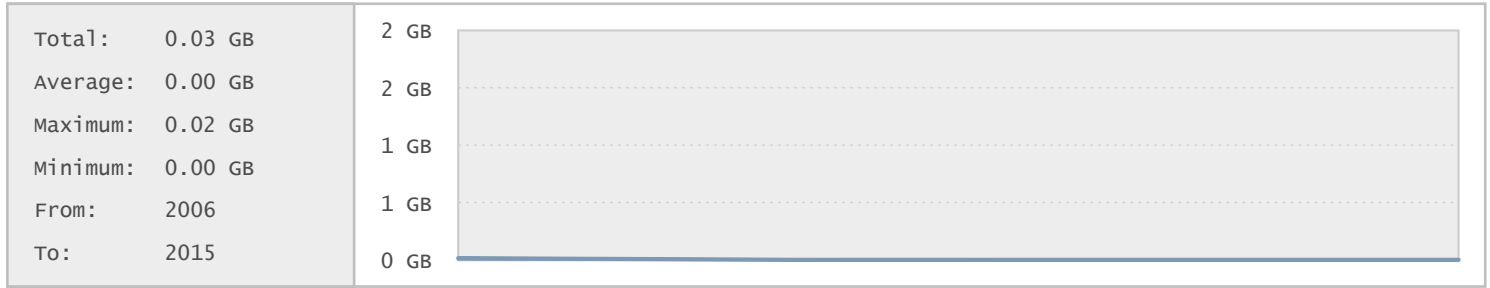 Total: 0.03 GB
Average: 0.00 GB
Maximum: 0.02 GB
Minimum: 0.00 GB
From: 2006
To: 2015
2 GB
2 GB
1 GB
1 GB
0 GB